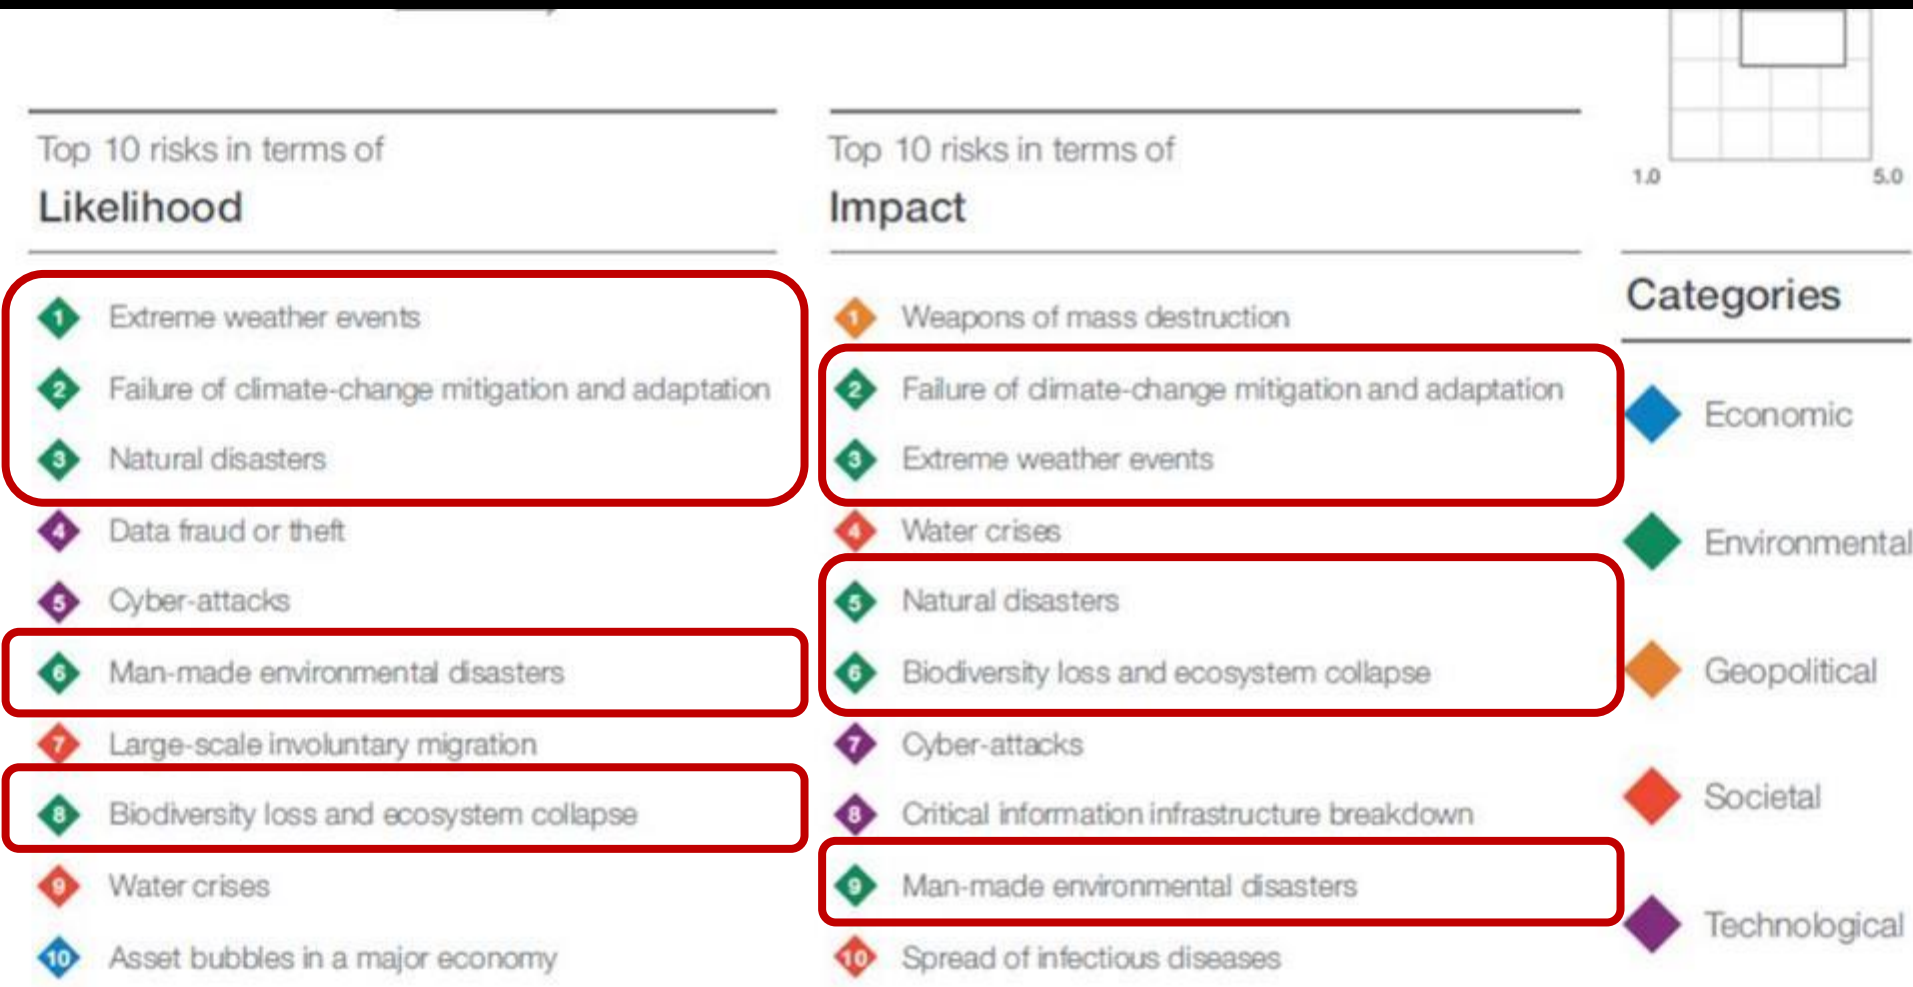 Top 10 risks in terms of
Likelihood
1 Extreme weather events
2 Failure of climate-change mitigation and adaptation
3 Natural disasters
4 Data fraud or theft
5 Cyber-attacks
6 Man-made environmental disasters
7 Large-scale involuntary migration
8 Biodiversity loss and ecosystem collapse
9 Water crises
10 Asset bubbles in a major economy
Top 10 risks in terms of
Impact
1 Weapons of mass destruction
2 Failure of climate-change mitigation and adaptation
3 Extreme weather events
4 Water crises
5 Natural disasters
6 Biodiversity loss and ecosystem collapse
7 Cyber-attacks
8 Critical information infrastructure breakdown
9 Man-made environmental disasters
10 Spread of infectious diseases
1.0 5.0
Categories
Economic
Environmental
Geopolitical
Societal
Technological